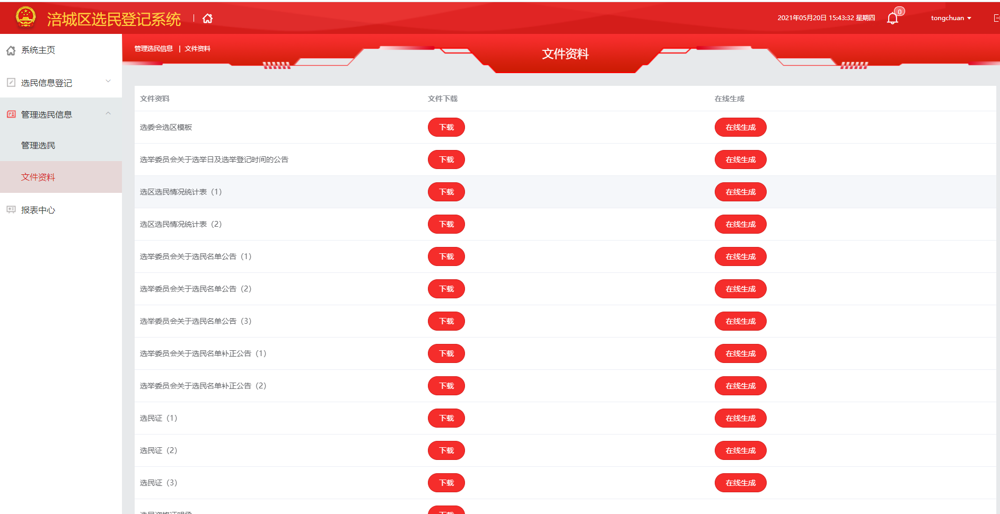 涪城区选民登记系统
2021年05月20日 15:43:32 星期四
0
tongchuan
系统主页
选民信息登记
管理选民信息
管理选民
文件资料
报表中心
管理选民信息 | 文件资料
文件资料
文件资料 文件下载 在线生成
选委会选区模板 下载 在线生成
选举委员会关于选举日及选举登记时间的公告 下载 在线生成
选区选民情况统计表（1） 下载 在线生成
选区选民情况统计表（2） 下载 在线生成
选举委员会关于选民名单公告（1） 下载 在线生成
选举委员会关于选民名单公告（2） 下载 在线生成
选举委员会关于选民名单公告（3） 下载 在线生成
选举委员会关于选民名单补正公告（1） 下载 在线生成
选举委员会关于选民名单补正公告（2） 下载 在线生成
选民证（1） 下载 在线生成
选民证（2） 下载 在线生成
选民证（3） 下载 在线生成